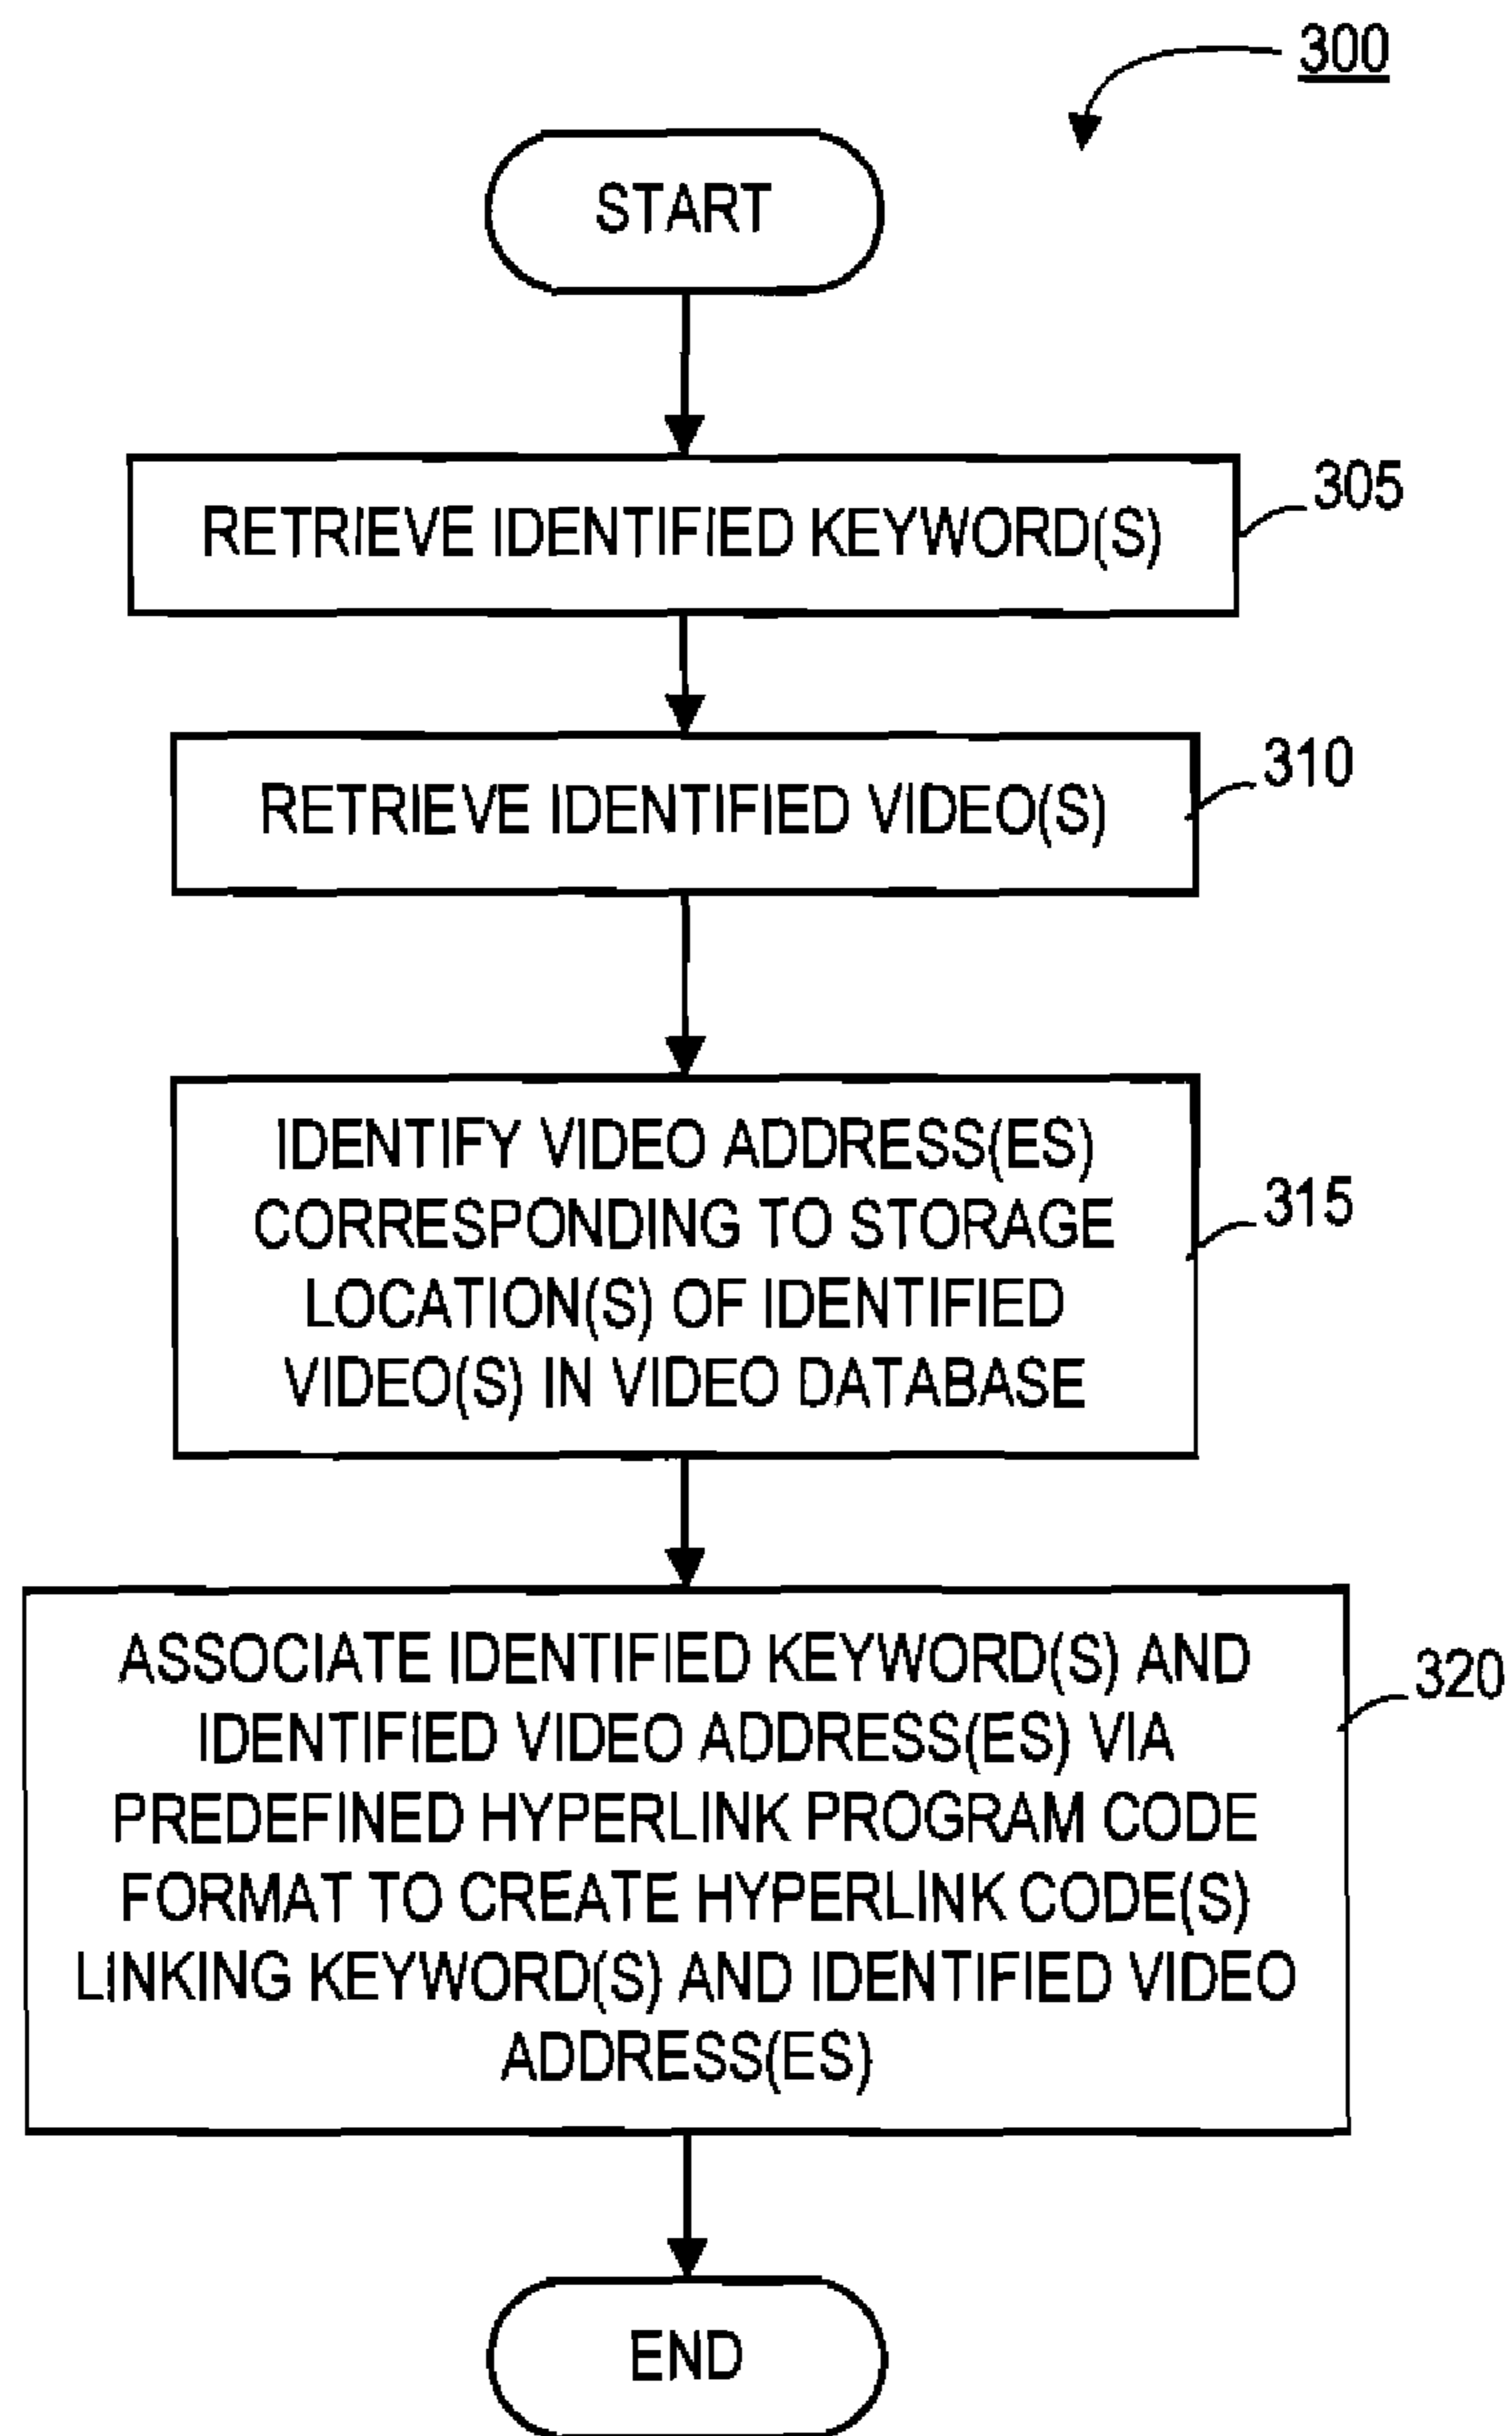 300
START
RETRIEVE IDENTIFIED KEYWORD(S)
305
RETRIEVE IDENTIFIED VIDEO(S)
310
IDENTIFY VIDEO ADDRESS(ES)
CORRESPONDING TO STORAGE
LOCATION(S) OF IDENTIFIED
VIDEO(S) IN VIDEO DATABASE
315
ASSOCIATE IDENTIFIED KEYWORD(S) AND
IDENTIFIED VIDEO ADDRESS(ES) VIA
PREDEFINED HYPERLINK PROGRAM CODE
FORMAT TO CREATE HYPERLINK CODE(S)
LINKING KEYWORD(S) AND IDENTIFIED VIDEO
ADDRESS(ES)
320
END